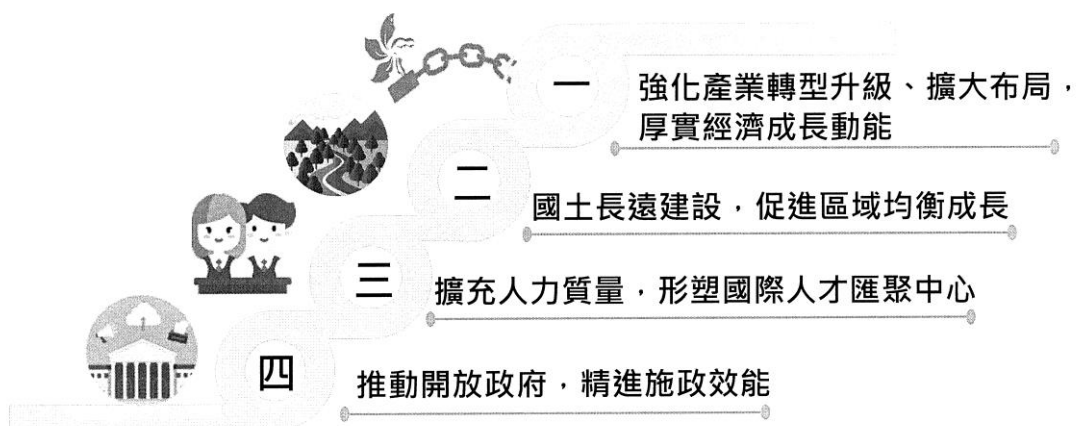 一
強化產業轉型升級、擴大布局，
厚實經濟成長動能
二
國土長遠建設，促進區域均衡成長
三
擴充人力質量，形塑國際人才匯聚中心
四
推動開放政府，精進施政效能